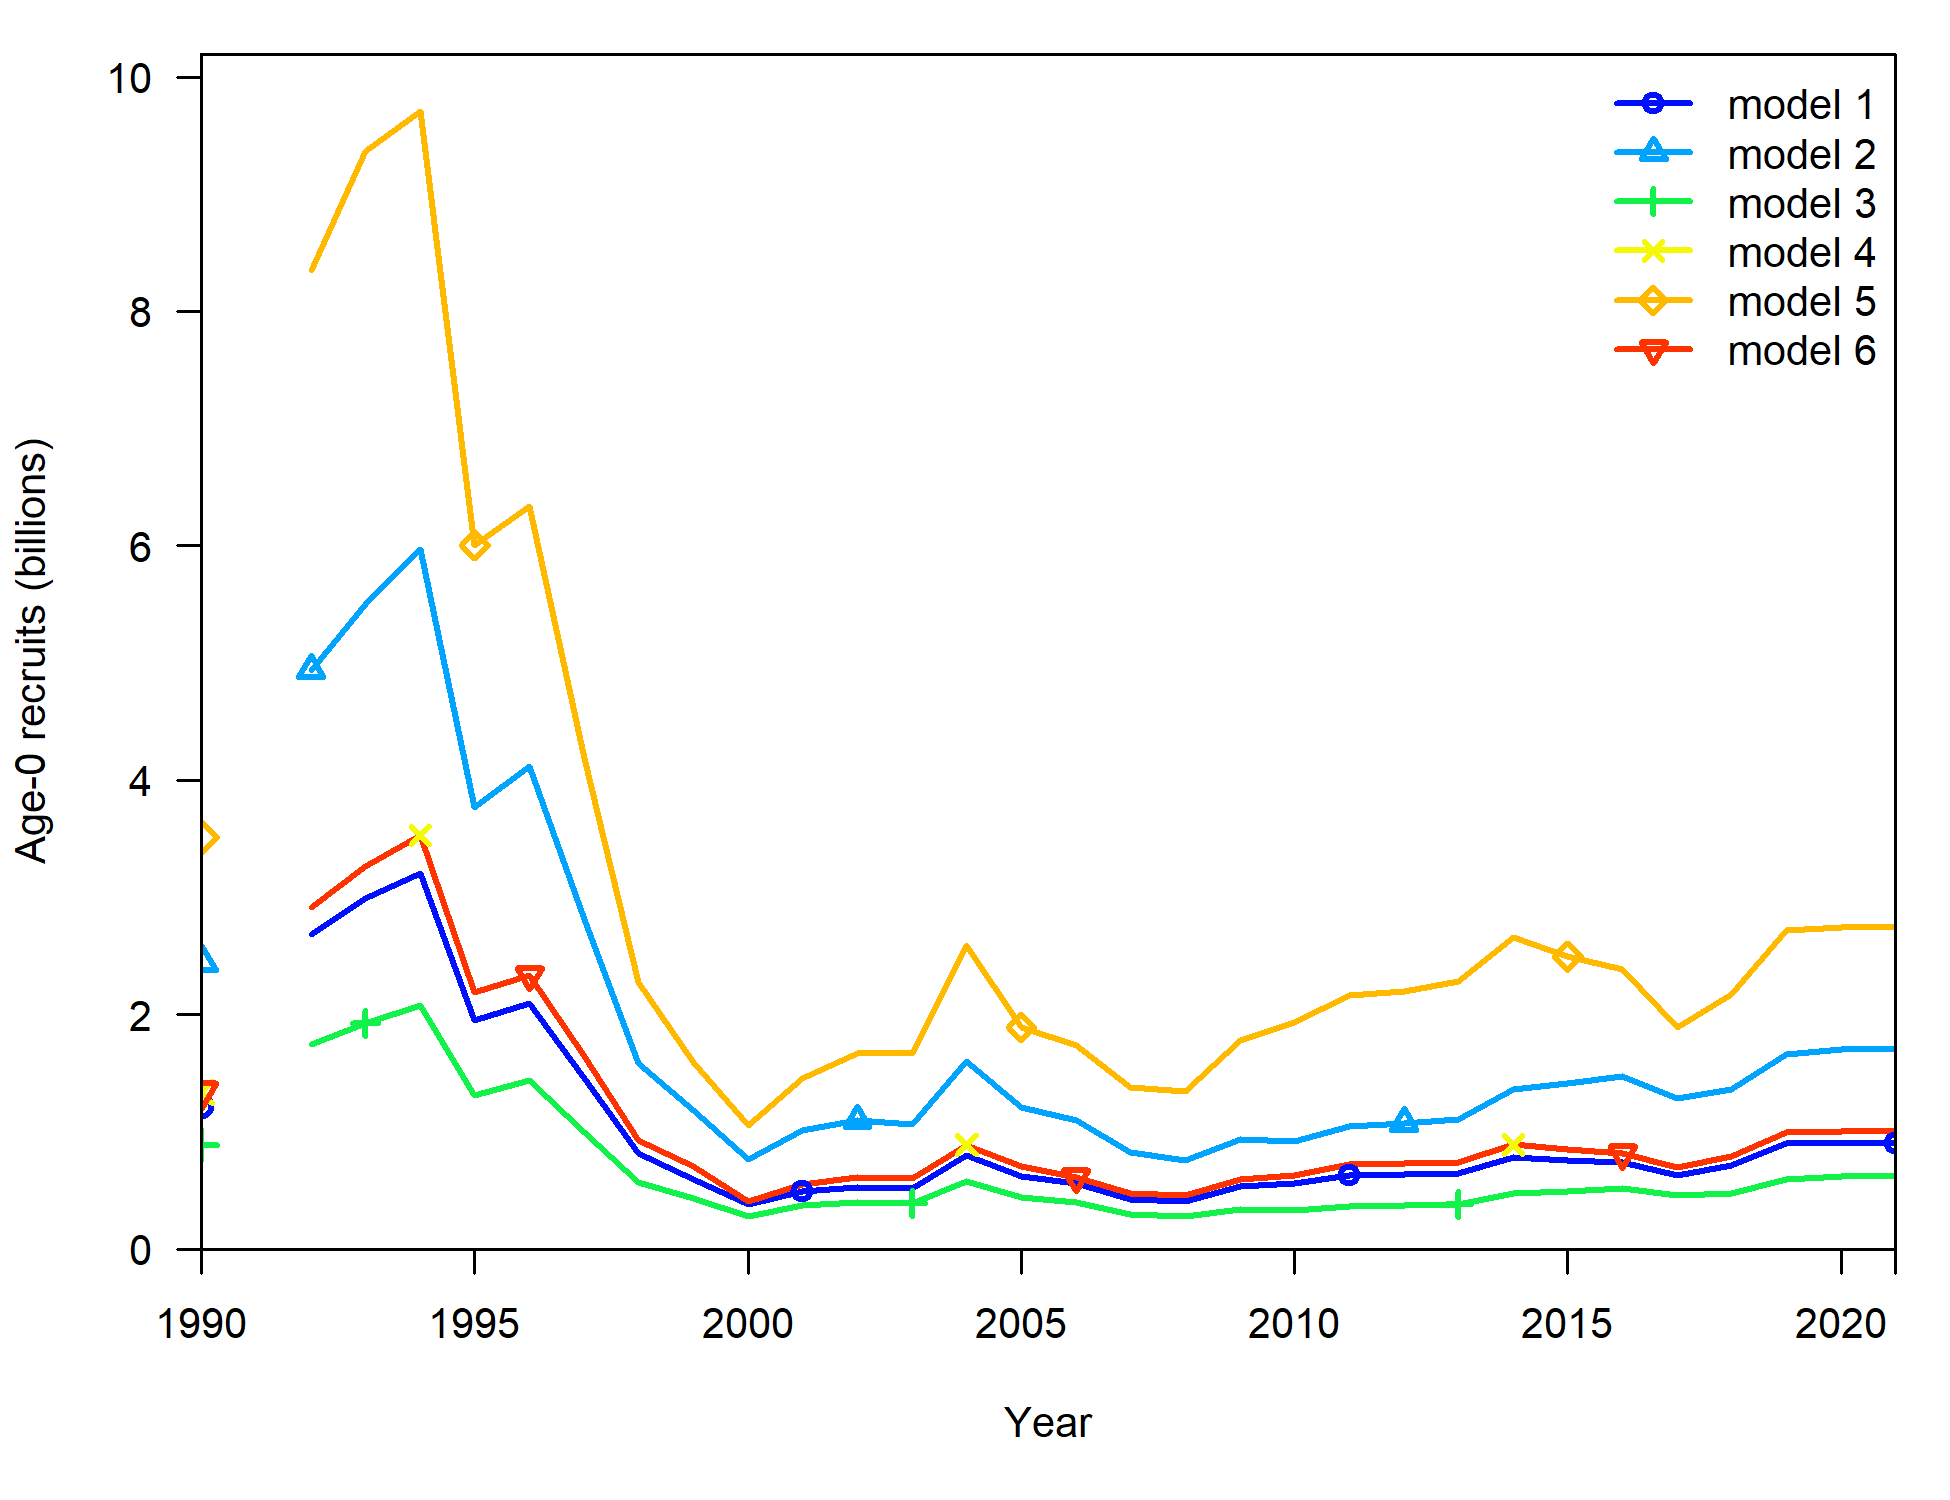 10
8
6
4
2
0
Age-0 recruits (billions)
model 1
model 2
model 3
model 4
model 5
model 6
1990 1995 2000 2005 2010 2015 2020
Year